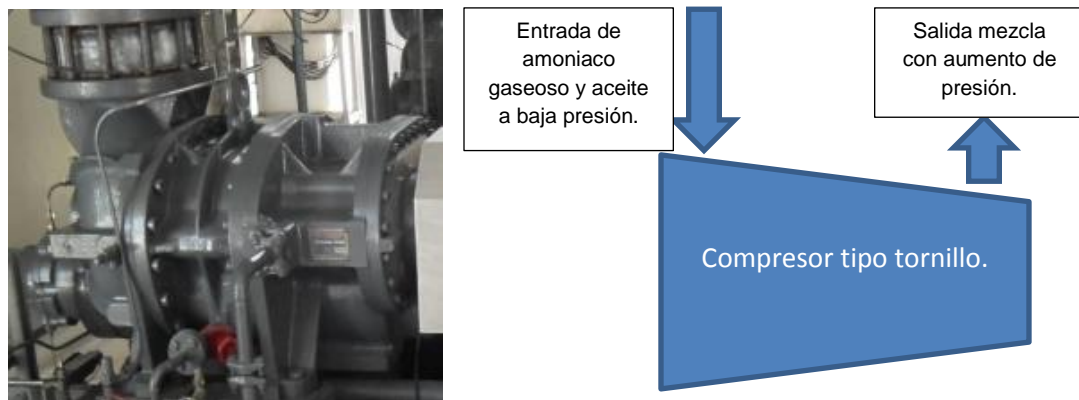 Entrada de
amoniaco
gaseoso y aceite
a baja presión.
Salida mezcla
con aumento de
presión.
Compresor tipo tornillo.